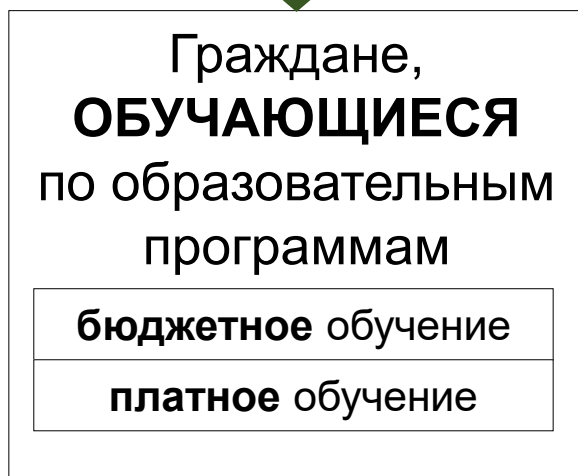 Граждане,
ОБУЧАЮЩИЕСЯ
по образовательным
программам
бюджетное обучение
платное обучение